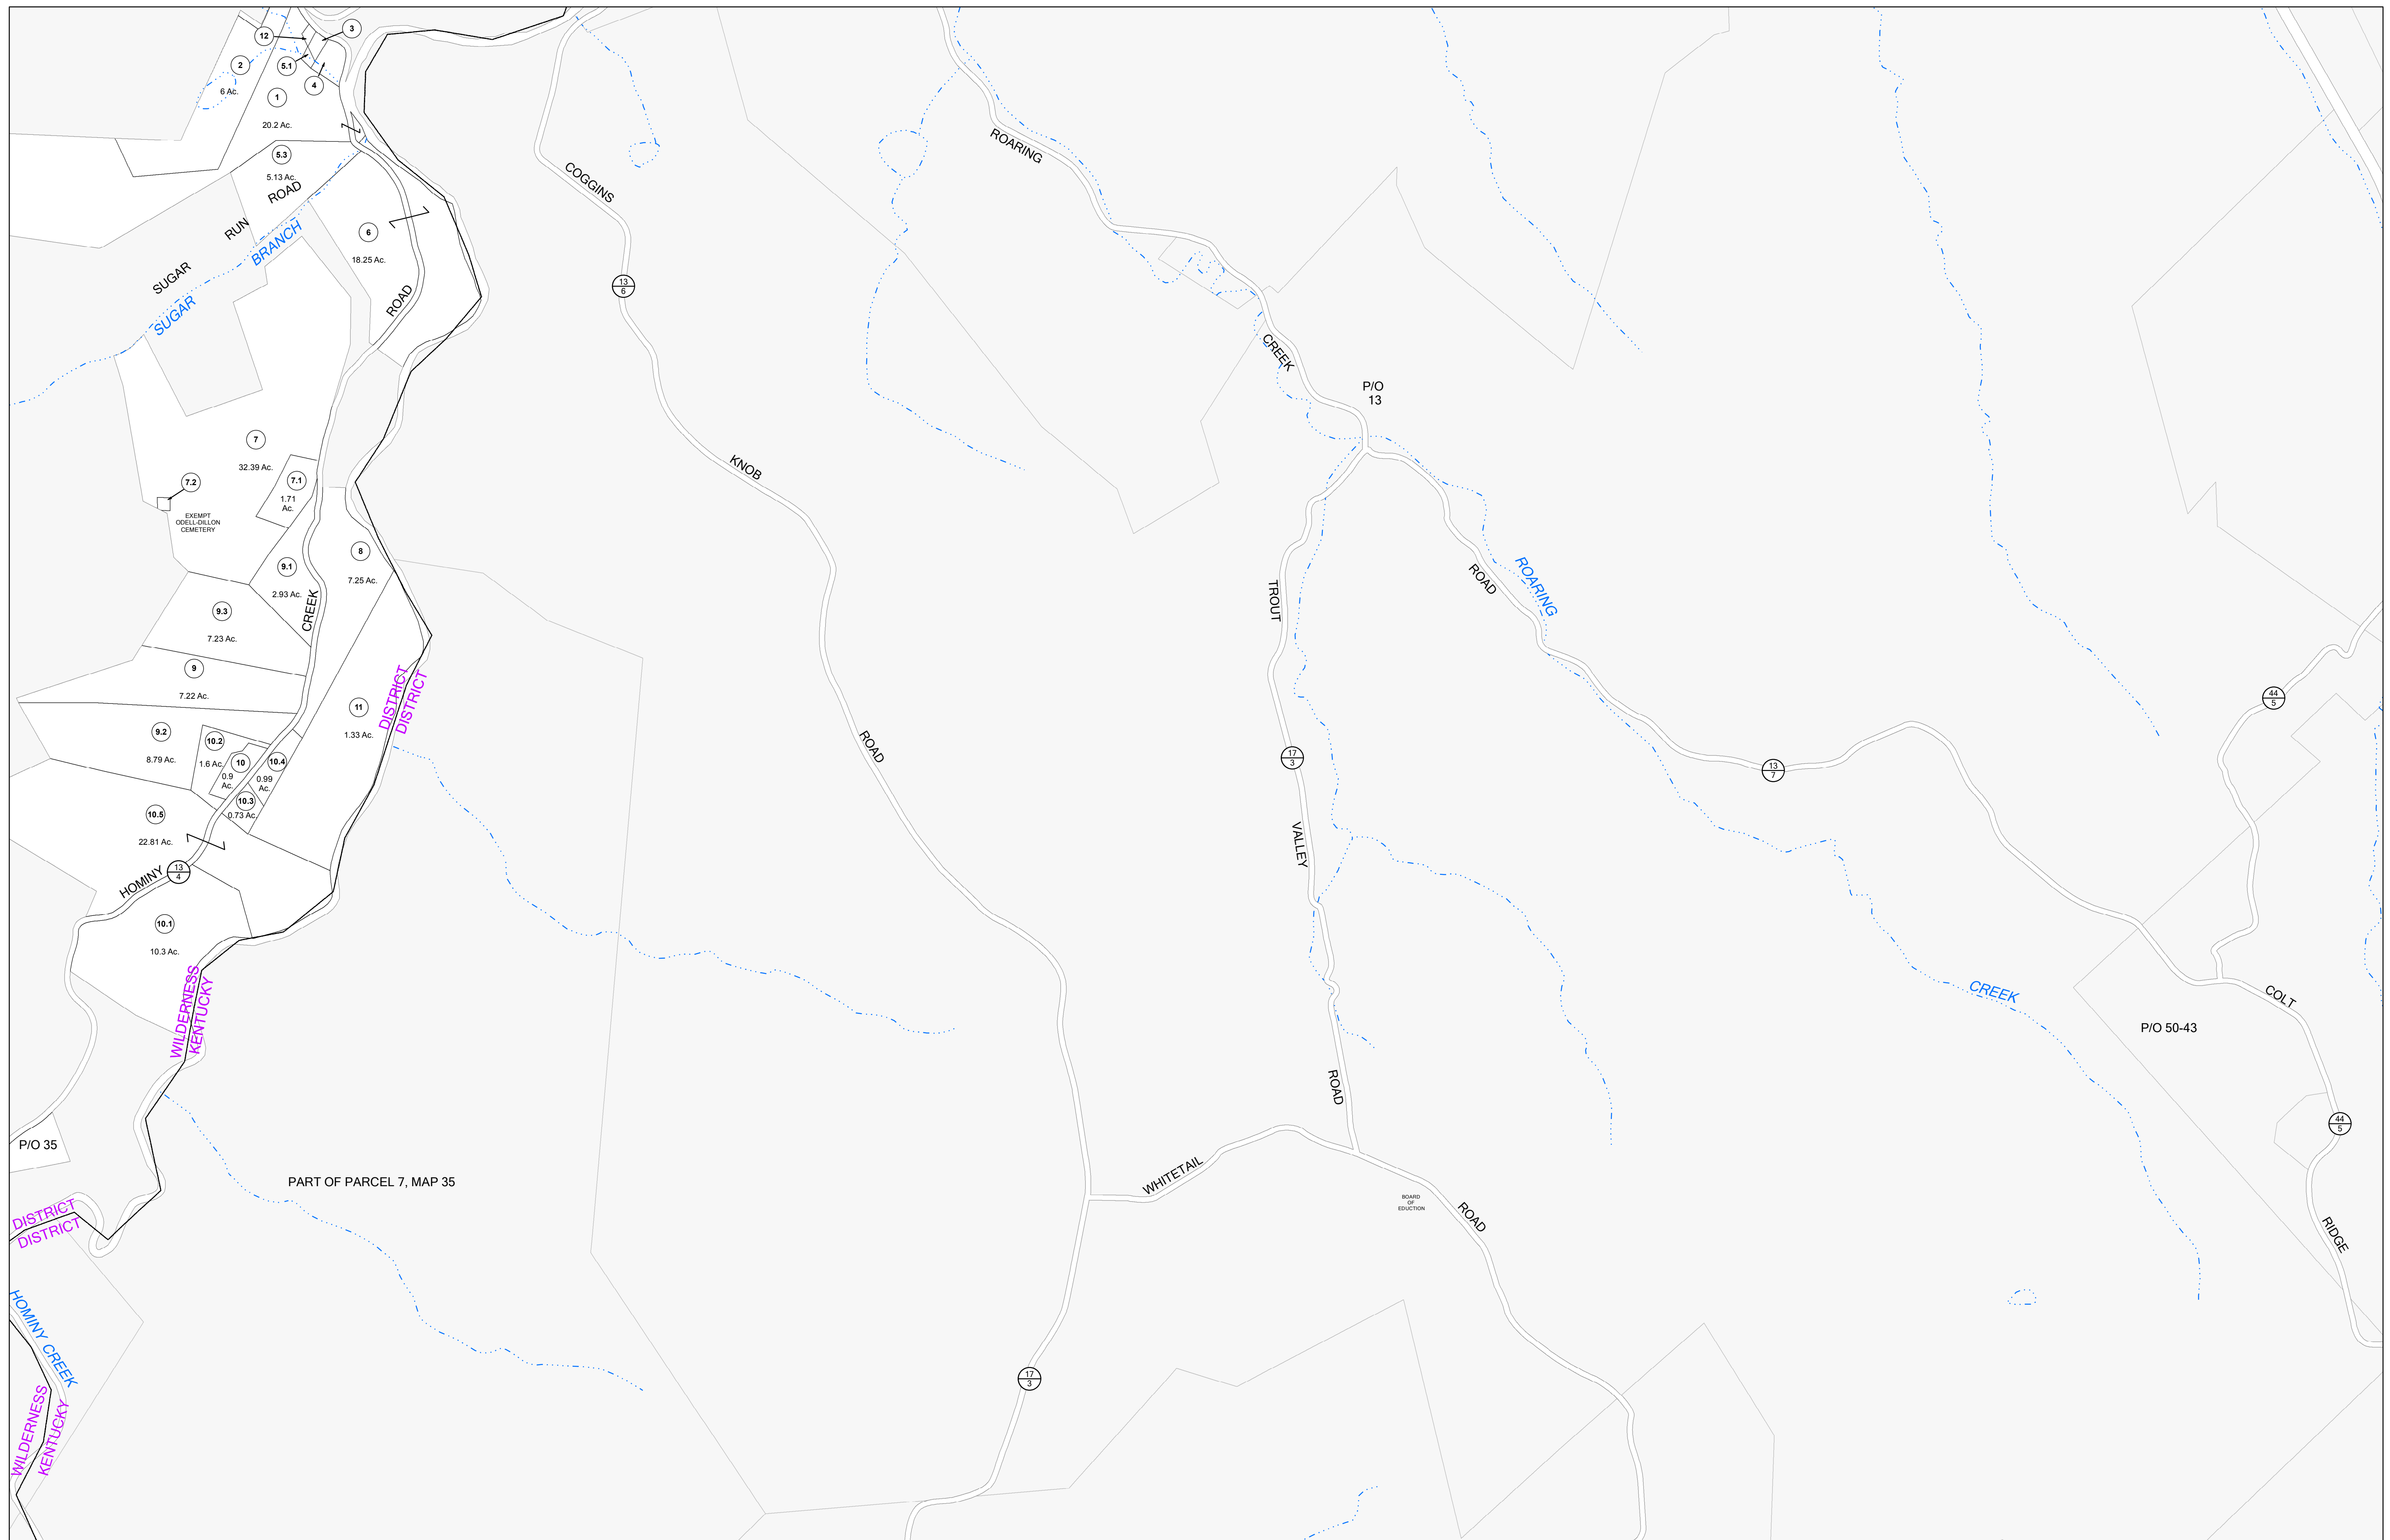 12
3
2
5.1
4
6 Ac.
1
20.2 Ac.
5.3
5.13 Ac.
SUGAR RUN ROAD
SUGAR BRANCH
6
18.25 Ac.
7
32.39 Ac.
7.1
1.71
Ac.
7.2
EXEMPT
ODELL-DILLON
CEMETERY
8
7.25 Ac.
9.1
2.93 Ac.
9.3
7.23 Ac.
9
7.22 Ac.
9.2
8.79 Ac.
10.2
1.6 Ac.
10
0.9
Ac.
10.4
0.99
Ac.
10.3
0.73 Ac.
11
1.33 Ac.
10.5
22.81 Ac.
HOMINY CREEK ROAD
13
4
10.1
10.3 Ac.
WILDERNESS DISTRICT
KENTUCKY DISTRICT
P/O 35
DISTRICT
DISTRICT
HOMINY CREEK
WILDERNESS
KENTUCKY
PART OF PARCEL 7, MAP 35
COGGINS KNOB ROAD
13
6
ROARING CREEK ROAD
P/O
13
ROARING CREEK
13
7
TROUT VALLEY ROAD
17
3
WHITETAIL ROAD
BOARD
OF
EDUCTION
17
3
44
5
P/O 50-43
COLT RIDGE
44
5